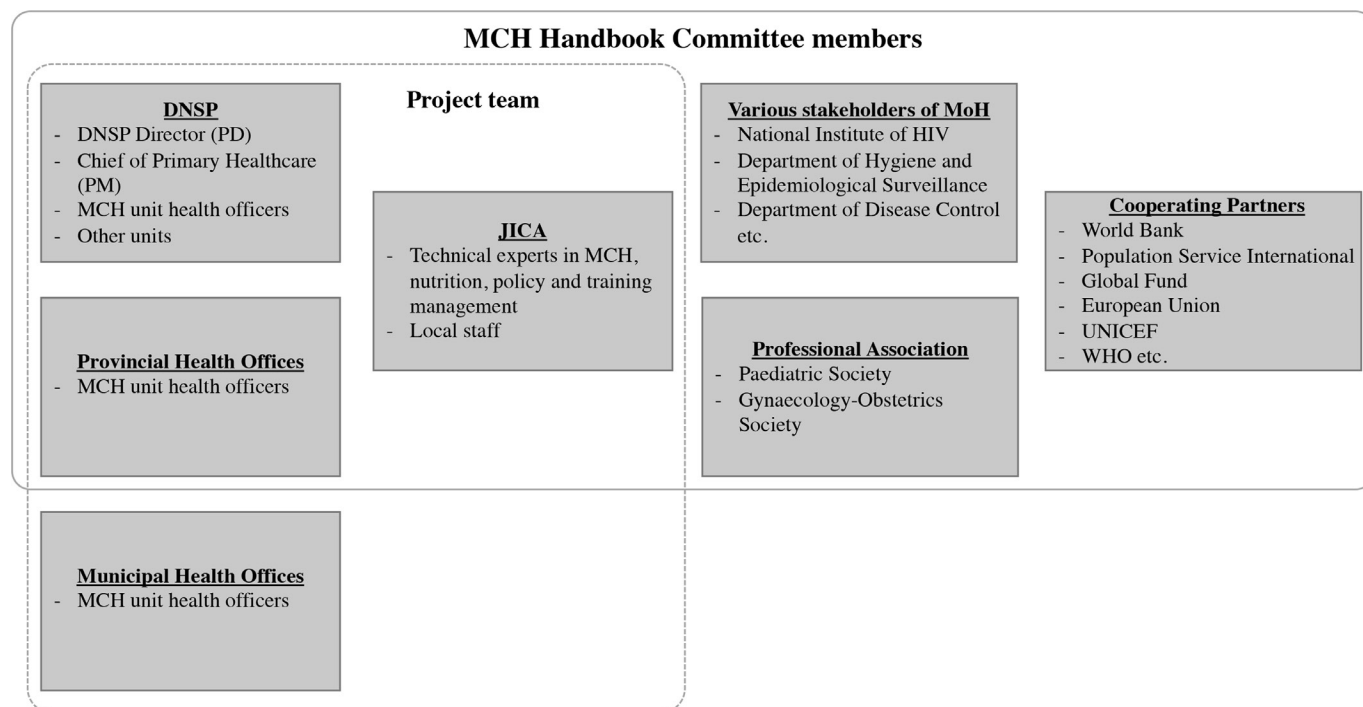 MCH Handbook Committee members
Project team
DNSP
- DNSP Director (PD)
- Chief of Primary Healthcare
(PM)
- MCH unit health officers
- Other units
Provincial Health Offices
- MCH unit health officers
Municipal Health Offices
- MCH unit health officers
JICA
- Technical experts in MCH,
nutrition, policy and training
management
- Local staff
Various stakeholders of MoH
- National Institute of HIV
- Department of Hygiene and
Epidemiological Surveillance
- Department of Disease Control
etc.
Professional Association
- Paediatric Society
- Gynaecology-Obstetrics
Society
Cooperating Partners
- World Bank
- Population Service International
- Global Fund
- European Union
- UNICEF
- WHO etc.